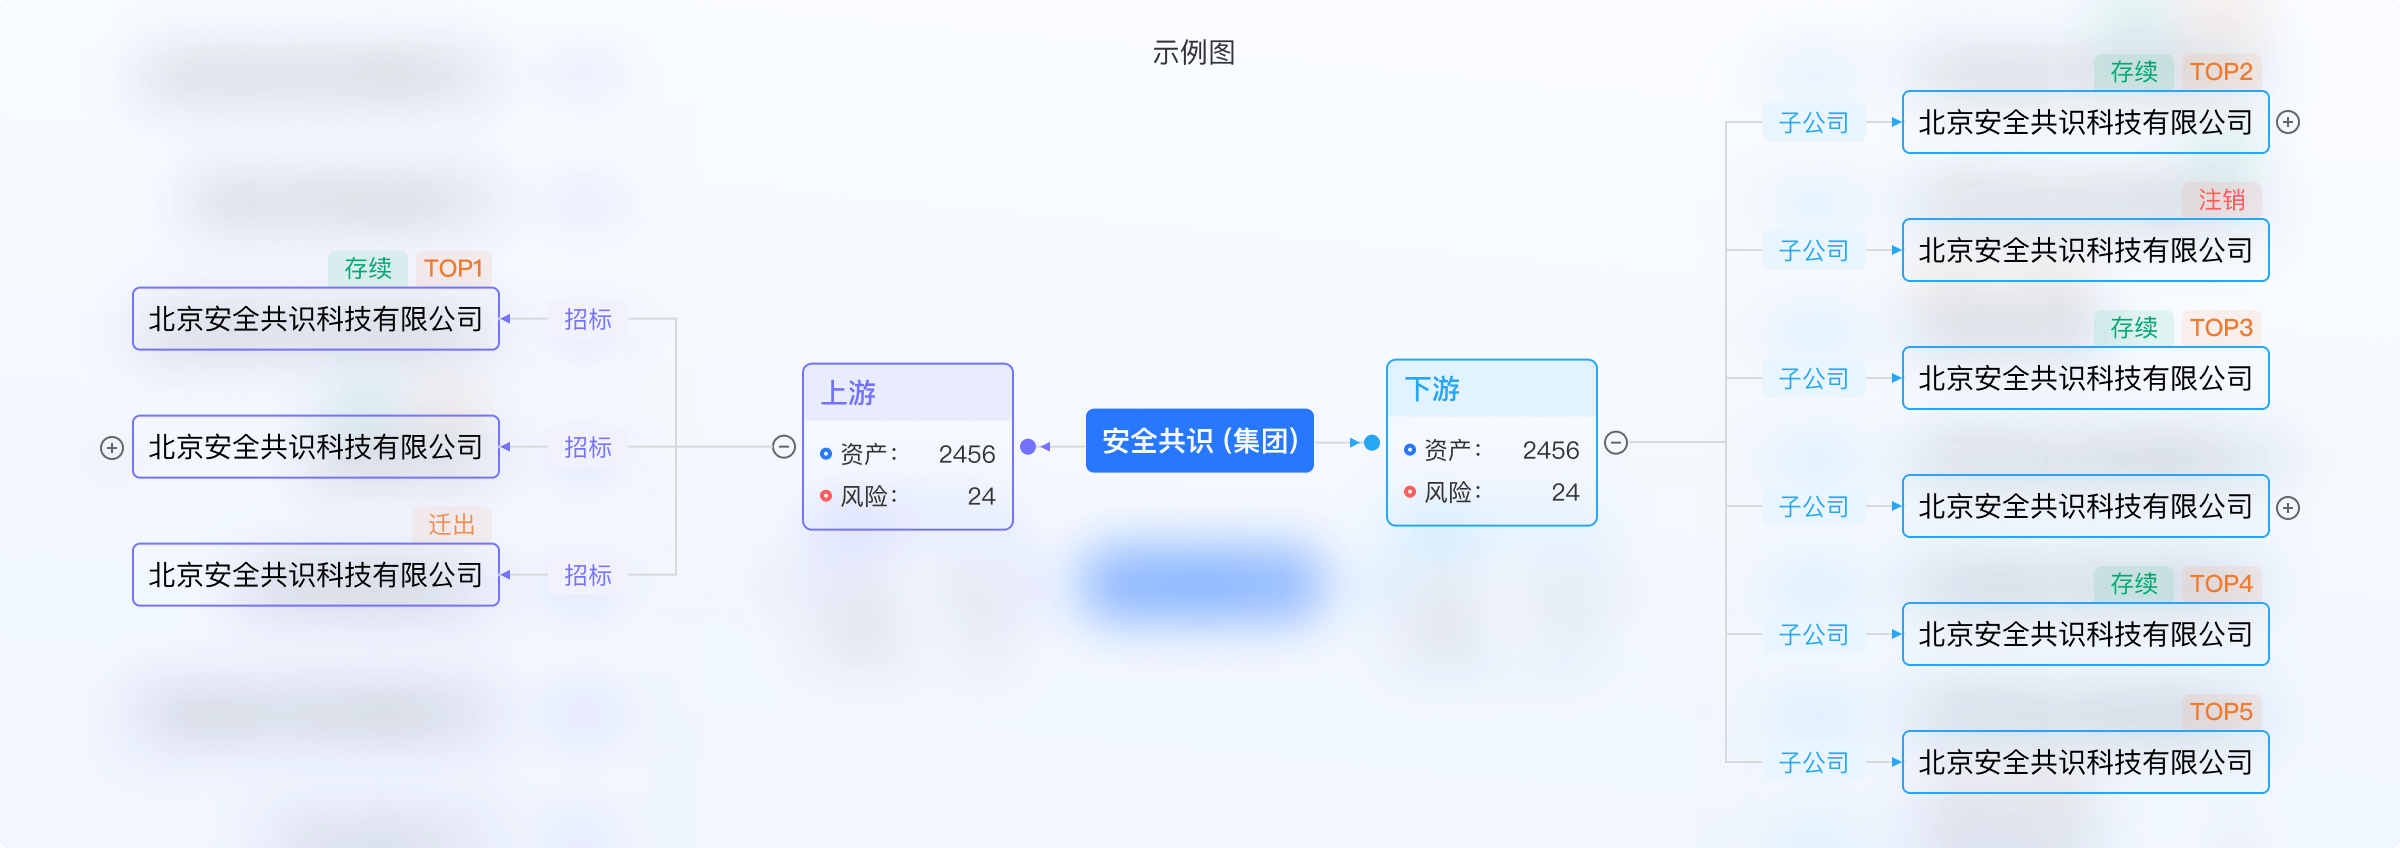 示例图
存续 TOP1
北京安全共识科技有限公司
招标
北京安全共识科技有限公司
招标
迁出
北京安全共识科技有限公司
招标
上游
资产： 2456
风险： 24
安全共识 (集团)
下游
资产： 2456
风险： 24
存续 TOP2
子公司
北京安全共识科技有限公司
注销
子公司
北京安全共识科技有限公司
存续 TOP3
子公司
北京安全共识科技有限公司
子公司
北京安全共识科技有限公司
存续 TOP4
子公司
北京安全共识科技有限公司
TOP5
子公司
北京安全共识科技有限公司